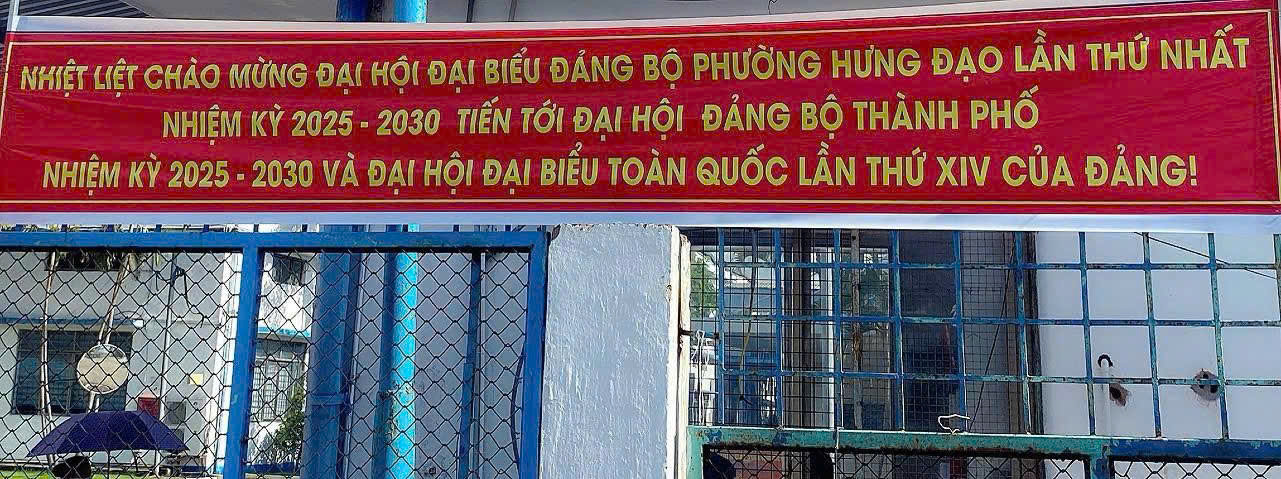 NHIỆT LIỆT CHÀO MỪNG ĐẠI HỘI ĐẠI BIỂU ĐẢNG BỘ PHƯỜNG HƯNG ĐẠO LẦN THỨ NHẤT
NHIỆM KỲ 2025 - 2030 TIẾN TỚI ĐẠI HỘI ĐẢNG BỘ THÀNH PHỐ
NHIỆM KỲ 2025 - 2030 VÀ ĐẠI HỘI ĐẠI BIỂU TOÀN QUỐC LẦN THỨ XIV CỦA ĐẢNG!